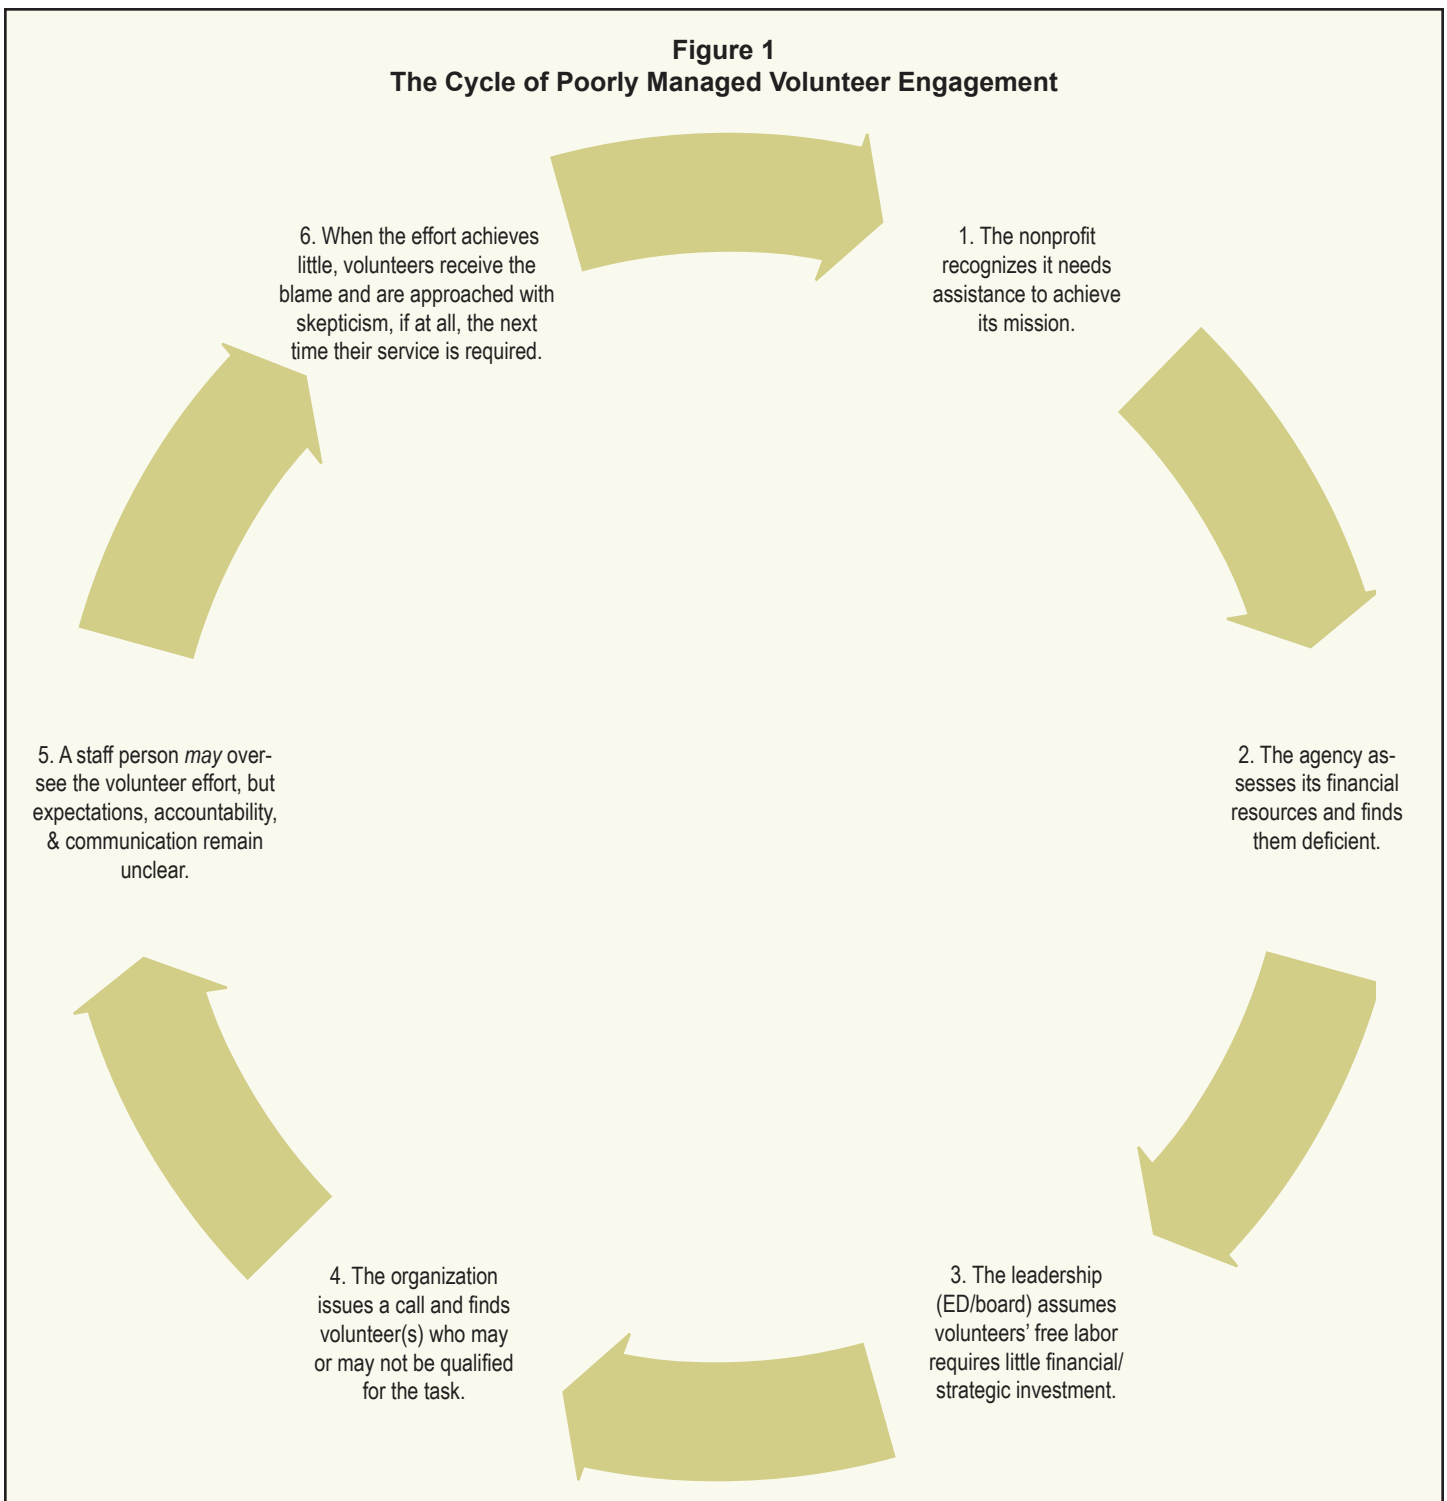 Figure 1
The Cycle of Poorly Managed Volunteer Engagement
1. The nonprofit
recognizes it needs
assistance to achieve
its mission.
2. The agency as-
sesses its financial
resources and finds
them deficient.
3. The leadership
(ED/board) assumes
volunteers’ free labor
requires little financial/
strategic investment.
4. The organization
issues a call and finds
volunteer(s) who may
or may not be qualified
for the task.
5. A staff person may over-
see the volunteer effort, but
expectations, accountability,
& communication remain
unclear.
6. When the effort achieves
little, volunteers receive the
blame and are approached with
skepticism, if at all, the next
time their service is required.